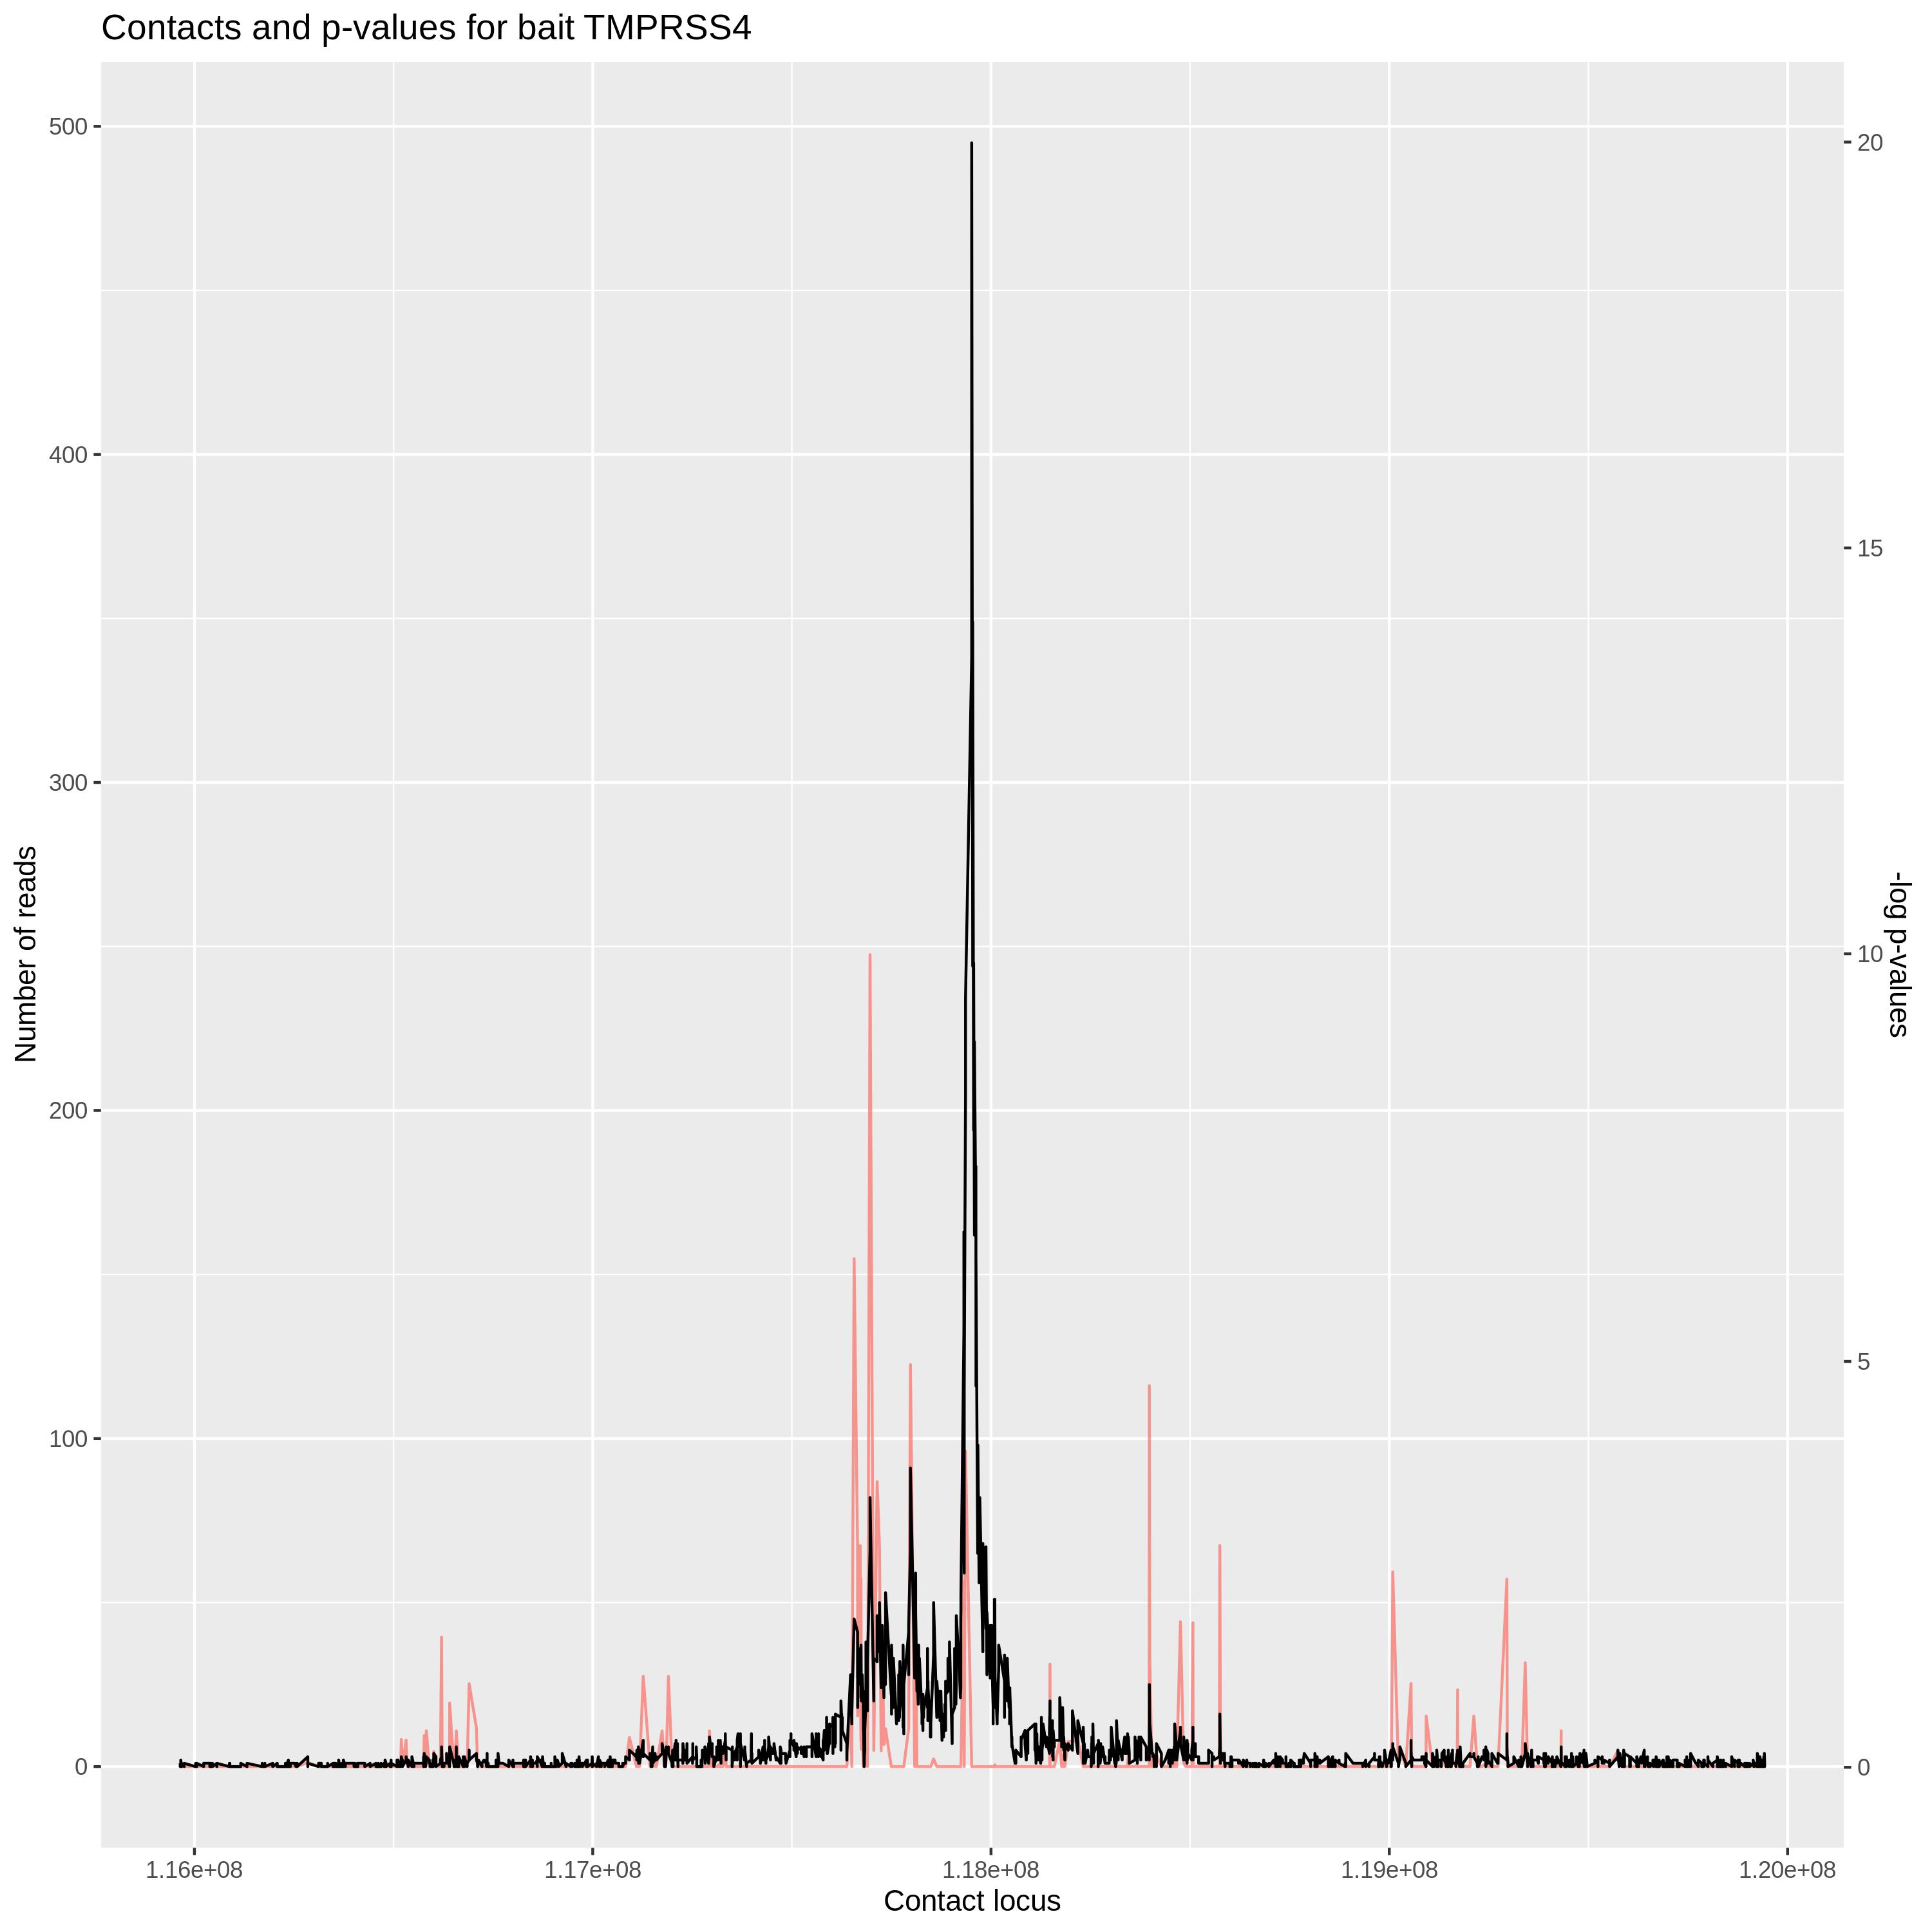 Contacts and p-values for bait TMPRSS4
500
400
300
200
100
0
Number of reads
20
15
10
5
0
-log p-values
1.16e+08
1.17e+08
1.18e+08
1.19e+08
1.20e+08
Contact locus